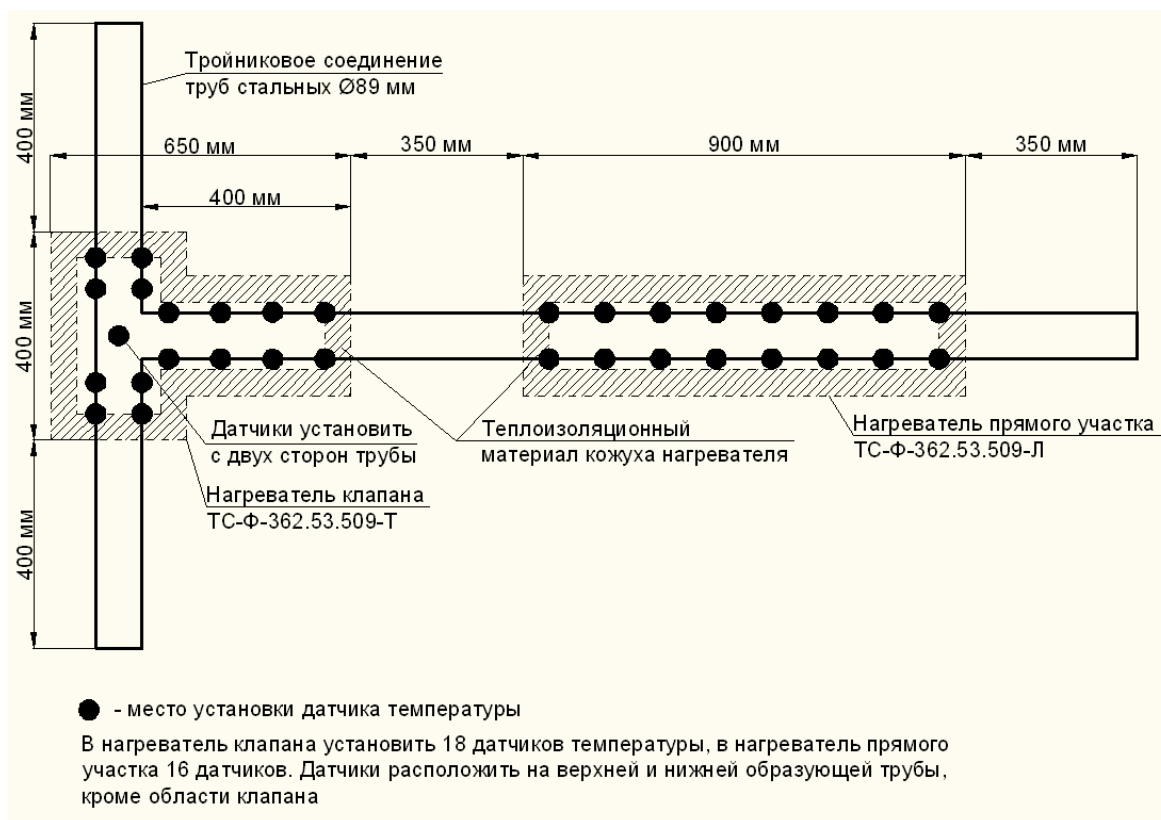 Тройниковое соединение
труб стальных Ø89 мм
400 мм
650 мм
350 мм
900 мм
350 мм
400 мм
400 мм
Датчики установить
с двух сторон трубы
Теплоизоляционный
материал кожуха нагревателя
Нагреватель прямого участка
ТС-Ф-362.53.509-Л
Нагреватель клапана
ТС-Ф-362.53.509-Т
400 мм
- место установки датчика температуры
В нагреватель клапана установить 18 датчиков температуры, в нагреватель прямого
участка 16 датчиков. Датчики расположить на верхней и нижней образующей трубы,
кроме области клапана